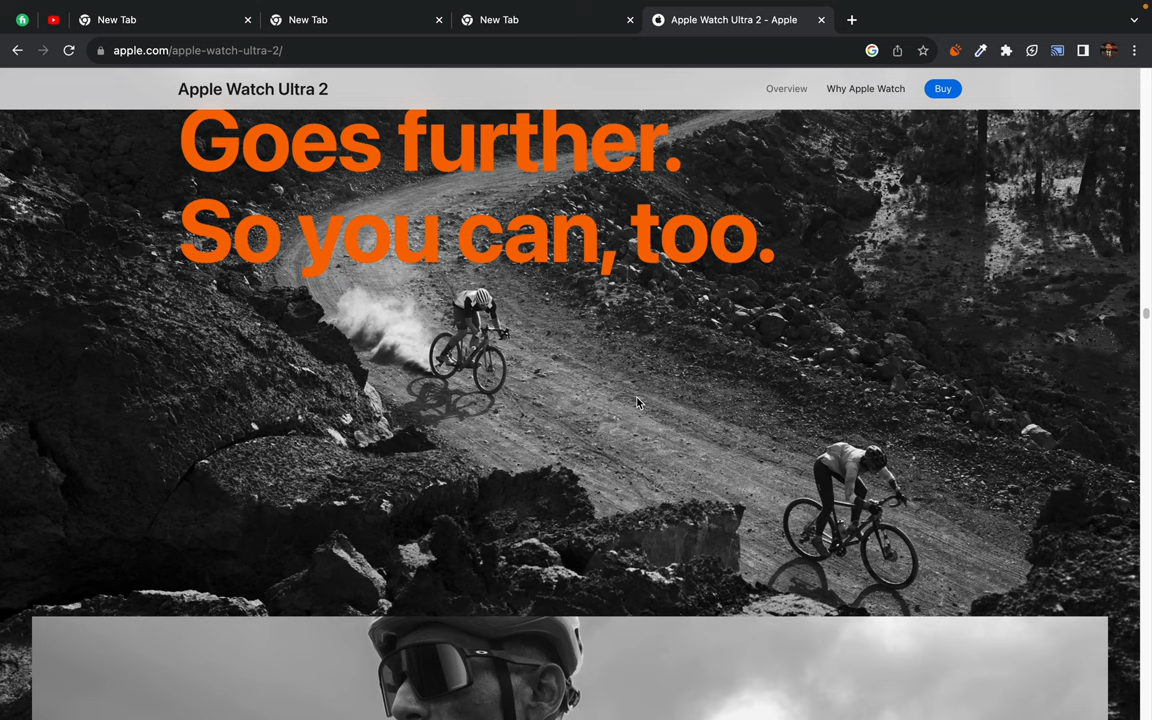 New Tab
New Tab
New Tab
Apple Watch Ultra 2 - Apple
apple.com/apple-watch-ultra-2/
Apple Watch Ultra 2
Overview
Why Apple Watch
Buy
Goes further.
So you can, too.